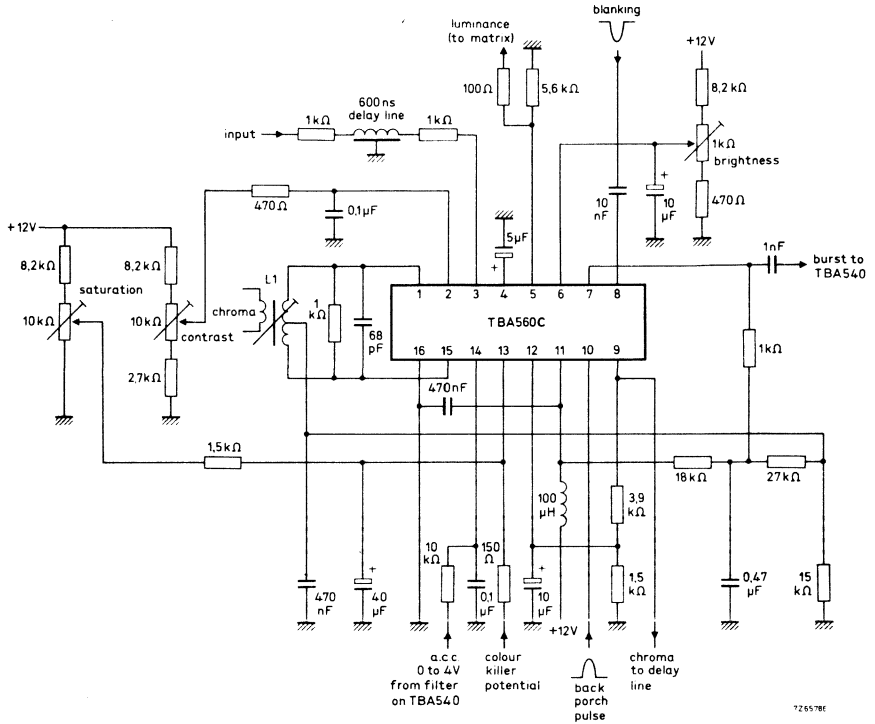 blanking
luminance
(to matrix)
+12V
100Ω
5,6 kΩ
8,2 kΩ
600 ns
delay line
1kΩ
1kΩ
input
1kΩ
brightness
470Ω
0,1µF
10
nF
+
10
µF
470Ω
+12V
5µF
+
1nF
burst to
TBA540
8,2kΩ
8,2kΩ
L1
saturation
chroma
1
kΩ
68
pF
1 2 3 4 5 6 7 8
TBA560C
16 15 14 13 12 11 10 9
10kΩ
10kΩ
contrast
1kΩ
2,7kΩ
470nF
1,5kΩ
18kΩ
27kΩ
100
µH
3,9
kΩ
10
kΩ
150
Ω
470
nF
+
40
µF
0,1
µF
+
10
µF
1,5
kΩ
0,47
µF
15
kΩ
+12V
a.c.c.
0 to 4V
from filter
on TBA540
colour
killer
potential
back
porch
pulse
chroma
to delay
line
7Z65786